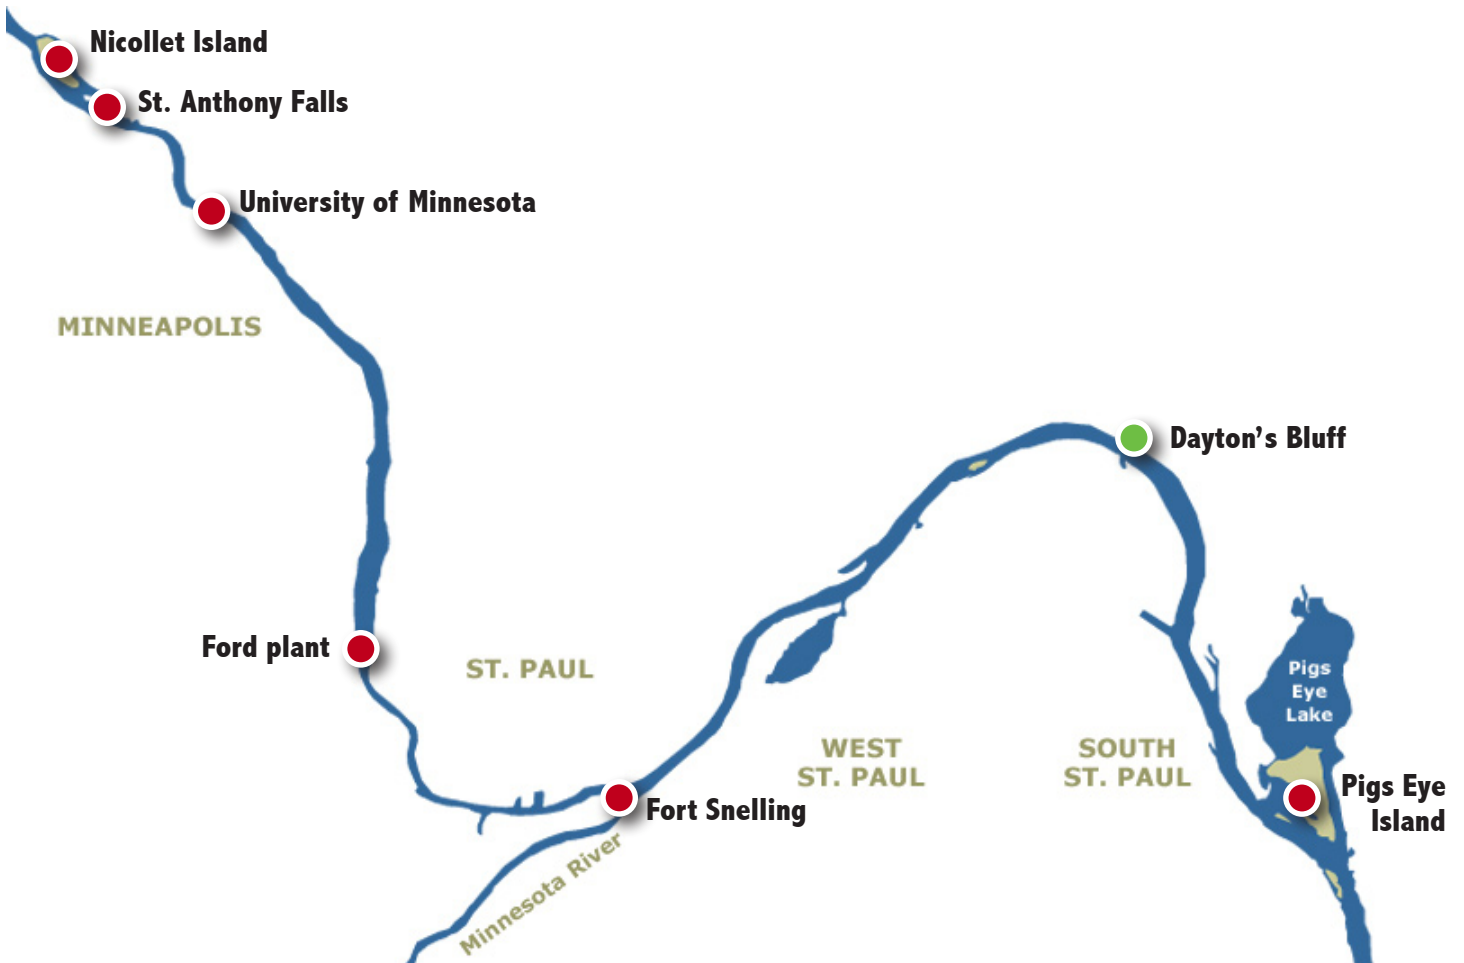 Nicollet Island
St. Anthony Falls
University of Minnesota
MINNEAPOLIS
Dayton's Bluff
Ford plant
ST. PAUL
Pigs
Eye
Lake
WEST
ST. PAUL
SOUTH
ST. PAUL
Pigs Eye
Island
Fort Snelling
Minnesota River